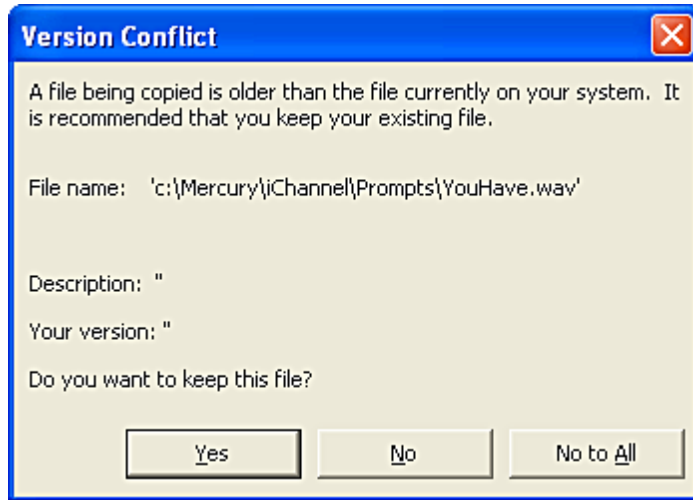 Version Conflict
A file being copied is older than the file currently on your system.  It
is recommended that you keep your existing file.
File name:   'c:\Mercury\iChannel\Prompts\YouHave.wav'
Description:  ''
Your version: ''
Do you want to keep this file?
Yes   No   No to All